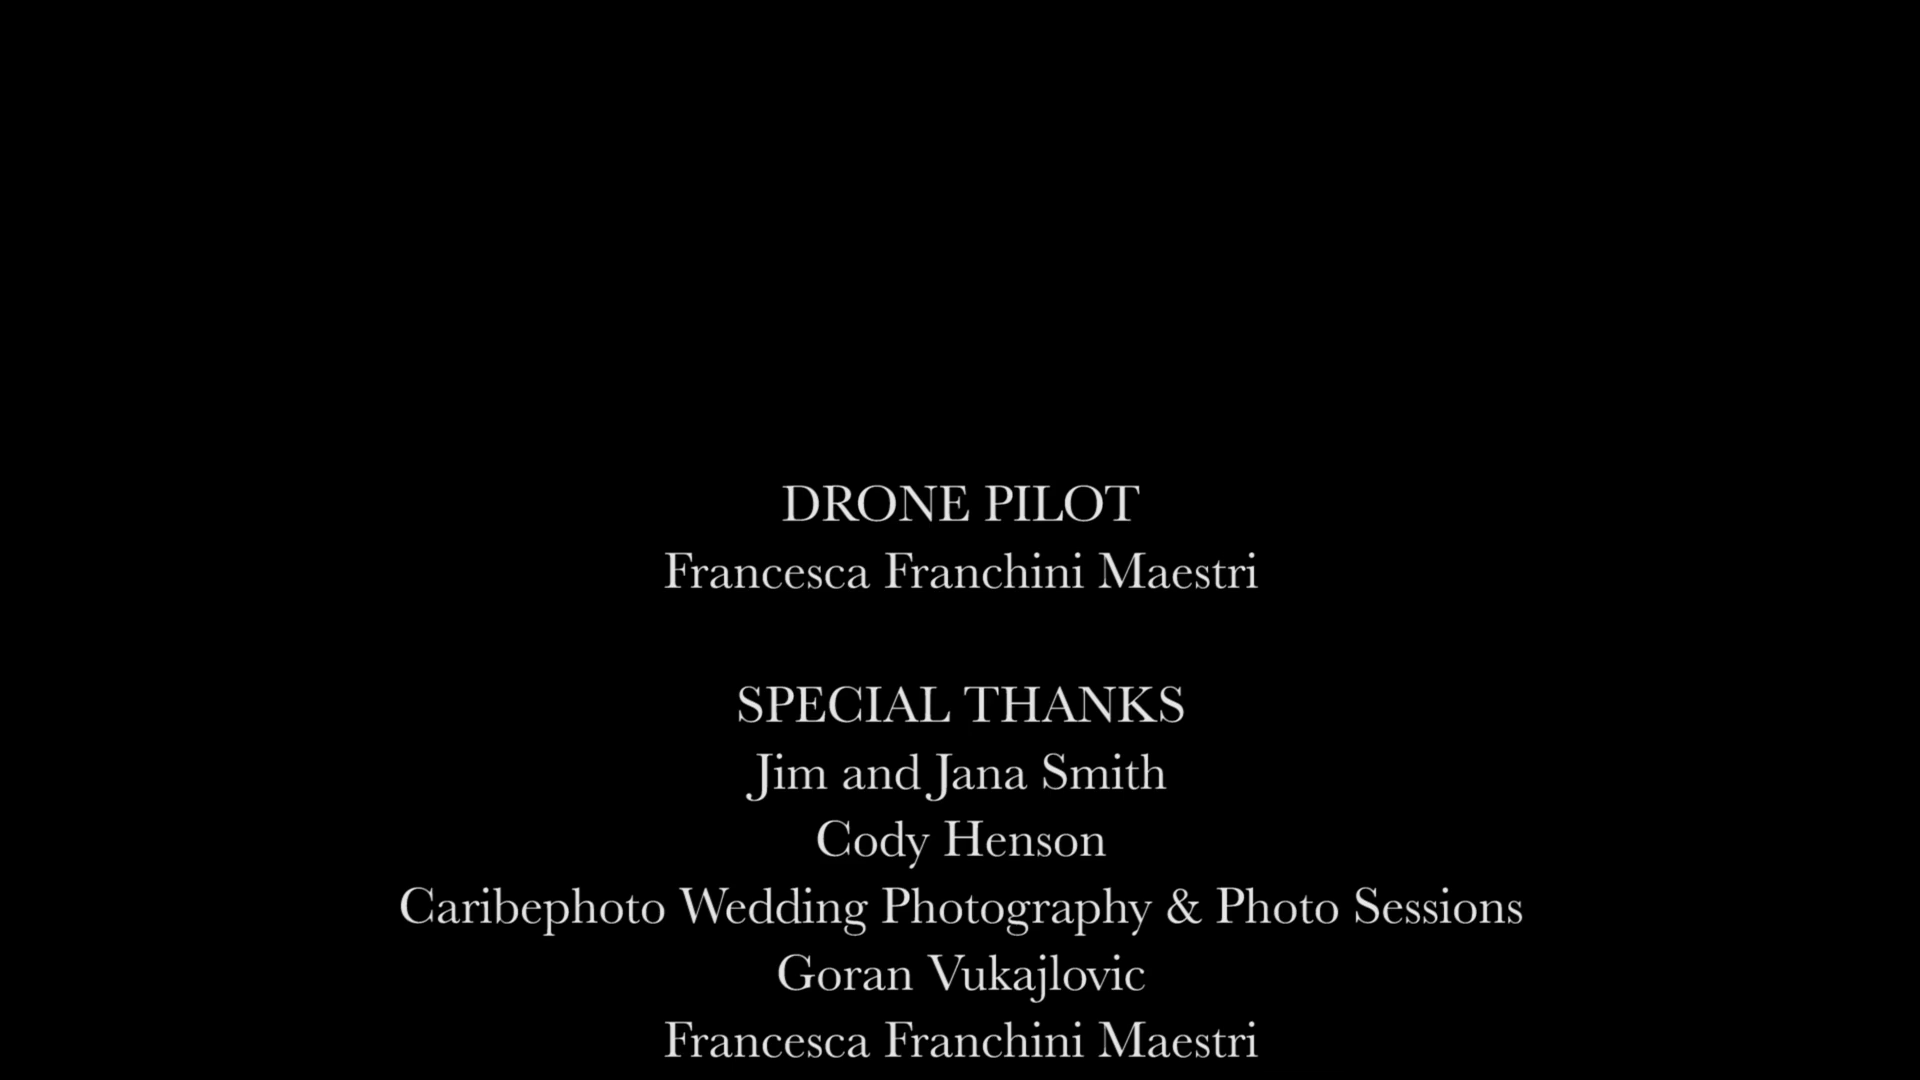 DRONE PILOT
Francesca Franchini Maestri
SPECIAL THANKS
Jim and Jana Smith
Cody Henson
Caribephoto Wedding Photography & Photo Sessions
Goran Vukajlovic
Francesca Franchini Maestri